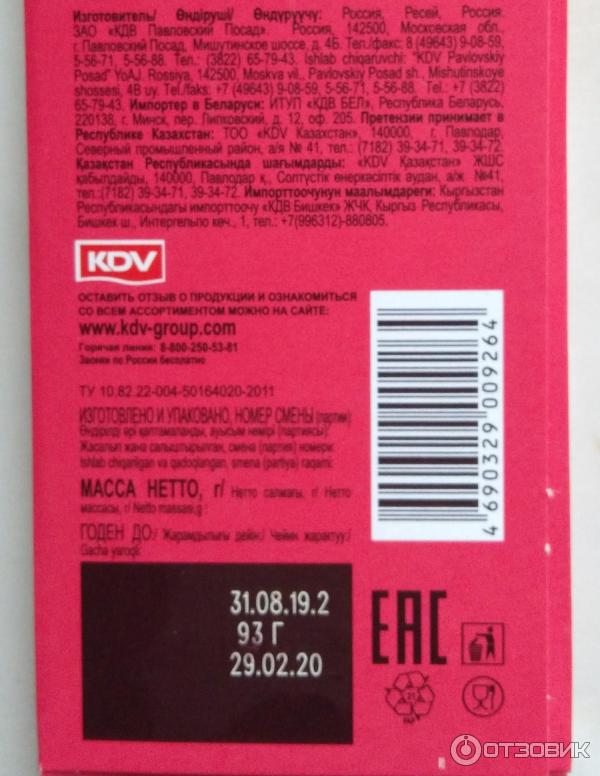 Изготовитель/ Өндіруші/ Өндүрүүчү: Россия, Ресей, Россия.
ЗАО «КДВ Павловский Посад». Россия, 142500, Московская обл.,
г. Павловский Посад, Мишутинское шоссе, д. 4Б. Тел./факс: 8 (49643) 9-08-59,
5-56-71, 5-56-88. Тел.: (3822) 65-79-43. Ishlab chiqaruvchi: "KDV Pavlovskiy
Posad" YoAJ. Rossiya, 142500, Moskva vil., Pavlovskiy Posad sh., Mishutinskoye
shossesi, 4B uy. Tel./faks: +7 (49643) 9-08-59, 5-56-71, 5-56-88. Tel.: +7 (3822)
65-79-43. Импортер в Беларуси: ИТУП «КДВ БЕЛ», Республика Беларусь,
220138, г. Минск, пер. Липковский, д. 12, оф. 205. Претензии принимает в
Республике Казахстан: ТОО «KDV Казахстан», 140000, г. Павлодар,
Северный промышленный район, а/я № 41, тел.: (7182) 39-34-71, 39-34-72.
Қазақстан Республикасында шағымдарды: «KDV Қазақстан» ЖШС
қабылдайды, 140000, Павлодар қ., Солтүстік өнеркәсіптік аудан, а/ж №41,
тел.:(7182) 39-34-71, 39-34-72. Импорттоочунун маалымдареги: Кыргызстан
Республикасындагы импорттоочу «КДВ Бишкек» ЖЧК, Кыргыз Республикасы,
Бишкек ш., Интергельпо көч., 1, тел.: +7(996312)-880805.
KDV
ОСТАВИТЬ ОТЗЫВ О ПРОДУКЦИИ И ОЗНАКОМИТЬСЯ
СО ВСЕМ АССОРТИМЕНТОМ МОЖНО НА САЙТЕ:
www.kdv-group.com
Горячая линия: 8-800-250-53-81
Звонки по России бесплатно
ТУ 10.82.22-004-50164020-2011
ИЗГОТОВЛЕНО И УПАКОВАНО, НОМЕР СМЕНЫ (партии)
Өндірілді әрі қапталмаланды, ауысым немірі (партиясы):
Жасалып жана салыштырылган, смена (партия) номери:
Ishlab chiqarilgan va qadoqlangan, smena (partiya) raqami:
МАССА НЕТТО, г/ Нетто салмағы, г/ Нетто
массасы, г/ Netto massasi,g :
ГОДЕН ДО:/ Жарамдылығы дейін:/ Чейин жарактуу:/
Gacha yaroqli:
31.08.19.2
93 Г
29.02.20
4 690329 009264
EAC
21
PAP
ОТЗОВИК